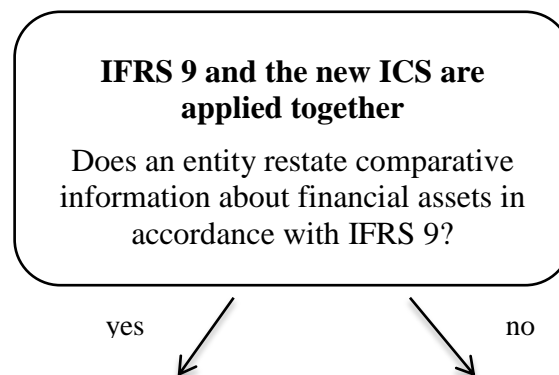 IFRS 9 and the new ICS are
applied together
Does an entity restate comparative
information about financial assets in
accordance with IFRS 9?
yes
no